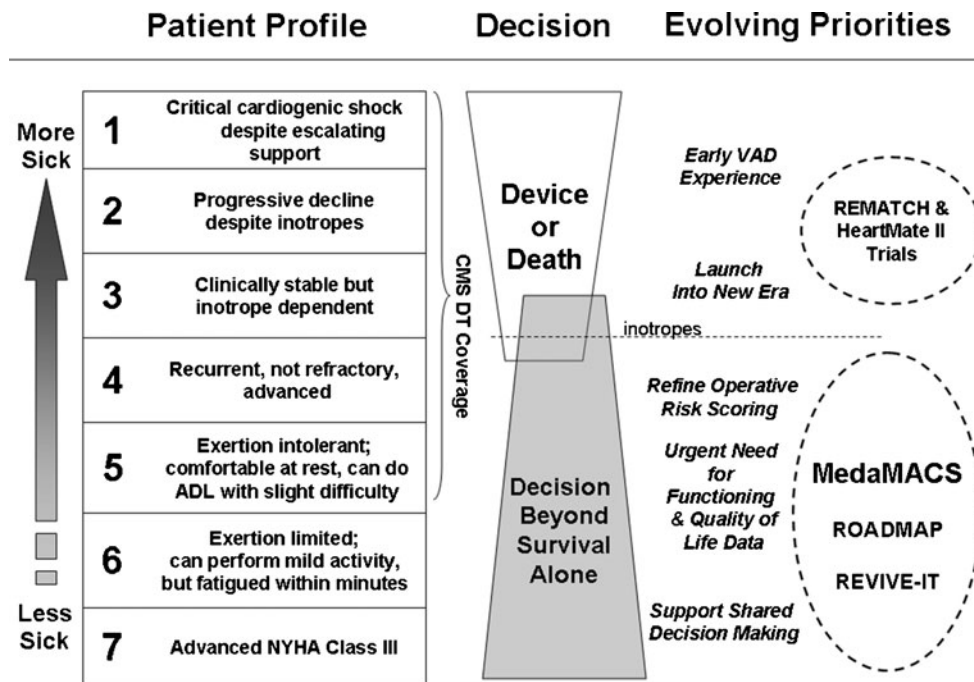 Patient Profile
Decision
Evolving Priorities
More
Sick
Less
Sick
1
Critical cardiogenic shock
despite escalating
support
2
Progressive decline
despite inotropes
3
Clinically stable but
inotrope dependent
4
Recurrent, not refractory,
advanced
5
Exertion intolerant;
comfortable at rest, can do
ADL with slight difficulty
6
Exertion limited;
can perform mild activity,
but fatigued within minutes
7
Advanced NYHA Class III
CMS DT Coverage
Device
or
Death
Decision
Beyond
Survival
Alone
Early VAD
Experience
Launch
Into New Era
inotropes
Refine Operative
Risk Scoring
Urgent Need
for
Functioning
& Quality of
Life Data
Support Shared
Decision Making
REMATCH &
HeartMate II
Trials
MedaMACS
ROADMAP
REVIVE-IT